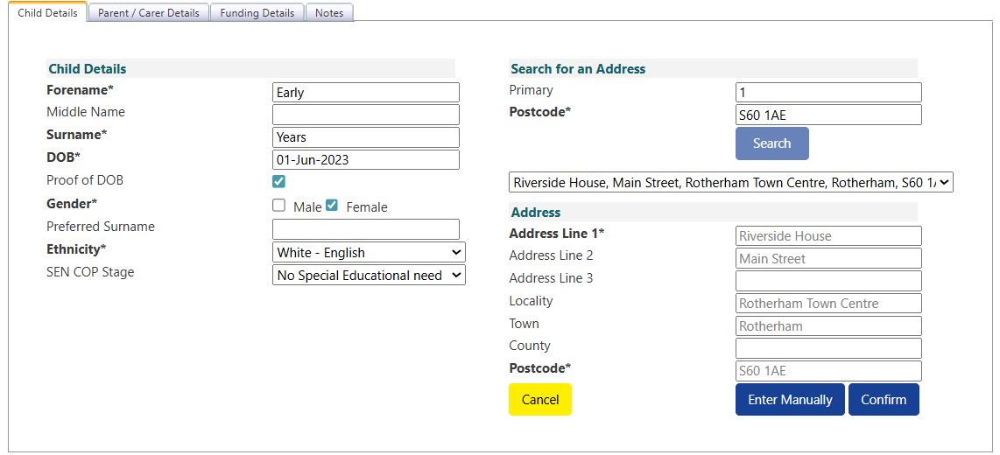 Child Details Parent / Carer Details Funding Details Notes
Child Details
Forename* Early
Middle Name
Surname* Years
DOB* 01-Jun-2023
Proof of DOB
Gender* Male Female
Preferred Surname
Ethnicity* White - English
SEN COP Stage No Special Educational need
Search for an Address
Primary 1
Postcode* S60 1AE
Search
Riverside House, Main Street, Rotherham Town Centre, Rotherham, S60 1A
Address
Address Line 1* Riverside House
Address Line 2 Main Street
Address Line 3
Locality Rotherham Town Centre
Town Rotherham
County
Postcode* S60 1AE
Cancel Enter Manually Confirm